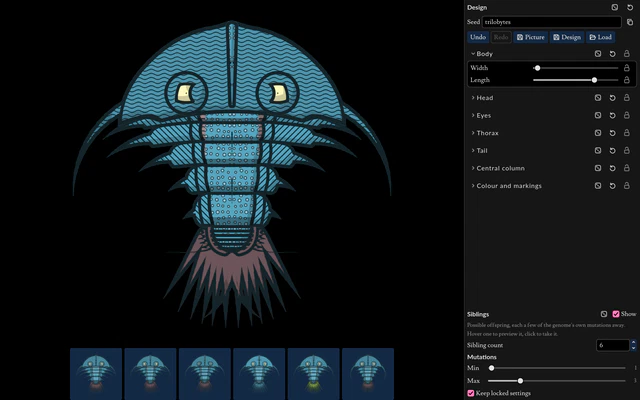 Design
Seed trilobytes
Undo Redo Picture Design Load
Body
Width
Length
Head
Eyes
Thorax
Tail
Central column
Colour and markings
Siblings Show
Possible offspring, each a few of the genome's own mutations away.
Hover one to preview it, click to take it.
Sibling count 6
Mutations
Min 1
Max
Keep locked settings